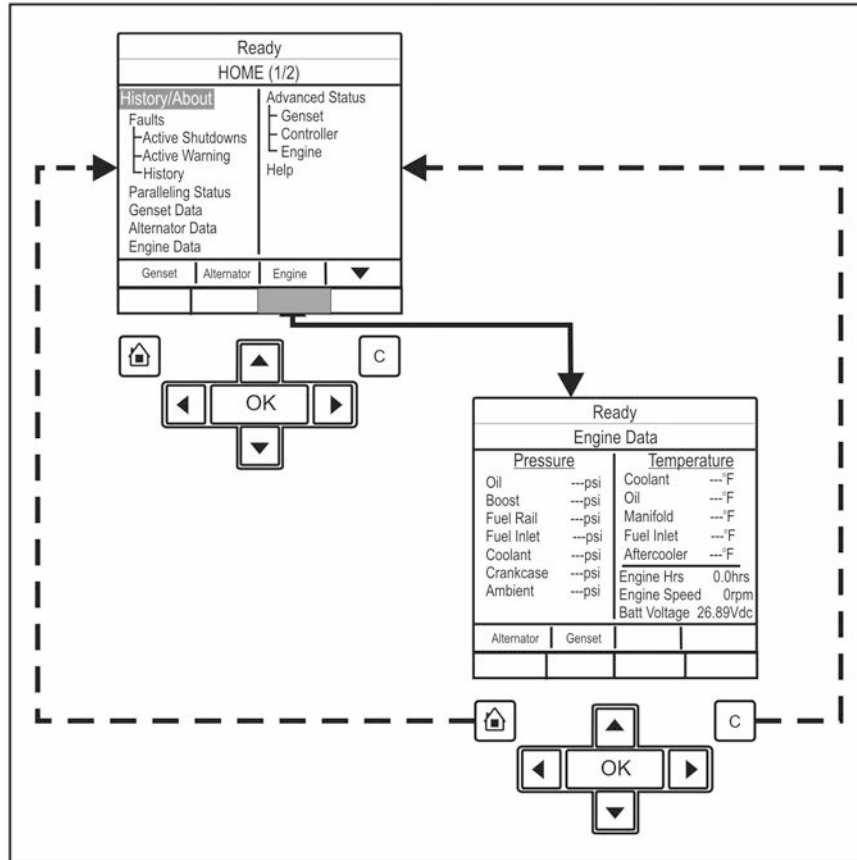 Ready
HOME (1/2)
History/About
Faults
Active Shutdowns
Active Warning
History
Paralleling Status
Genset Data
Alternator Data
Engine Data
Advanced Status
Genset
Controller
Engine
Help
Genset Alternator Engine
C
OK
Ready
Engine Data
Pressure
Oil ---psi
Boost ---psi
Fuel Rail ---psi
Fuel Inlet ---psi
Coolant ---psi
Crankcase ---psi
Ambient ---psi
Temperature
Coolant ---°F
Oil ---°F
Manifold ---°F
Fuel Inlet ---°F
Aftercooler ---°F
Engine Hrs 0.0hrs
Engine Speed 0rpm
Batt Voltage 26.89Vdc
Alternator Genset
C
OK